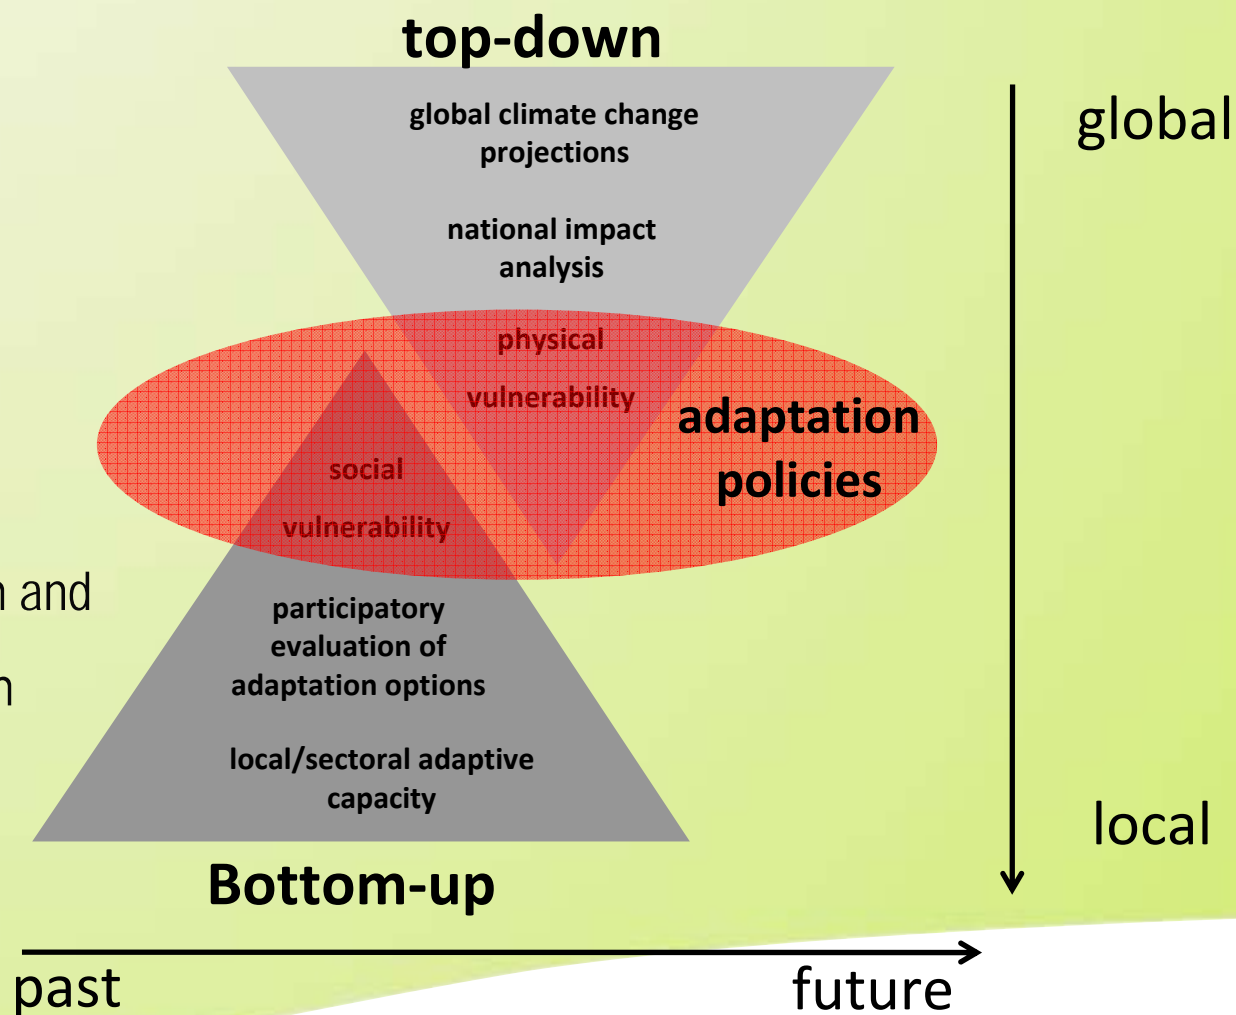 top-down
global climate change
projections
national impact
analysis
physical
vulnerability
adaptation
policies
social
vulnerability
participatory
evaluation of
adaptation options
local/sectoral adaptive
capacity
Bottom-up
global
local
past
future
and